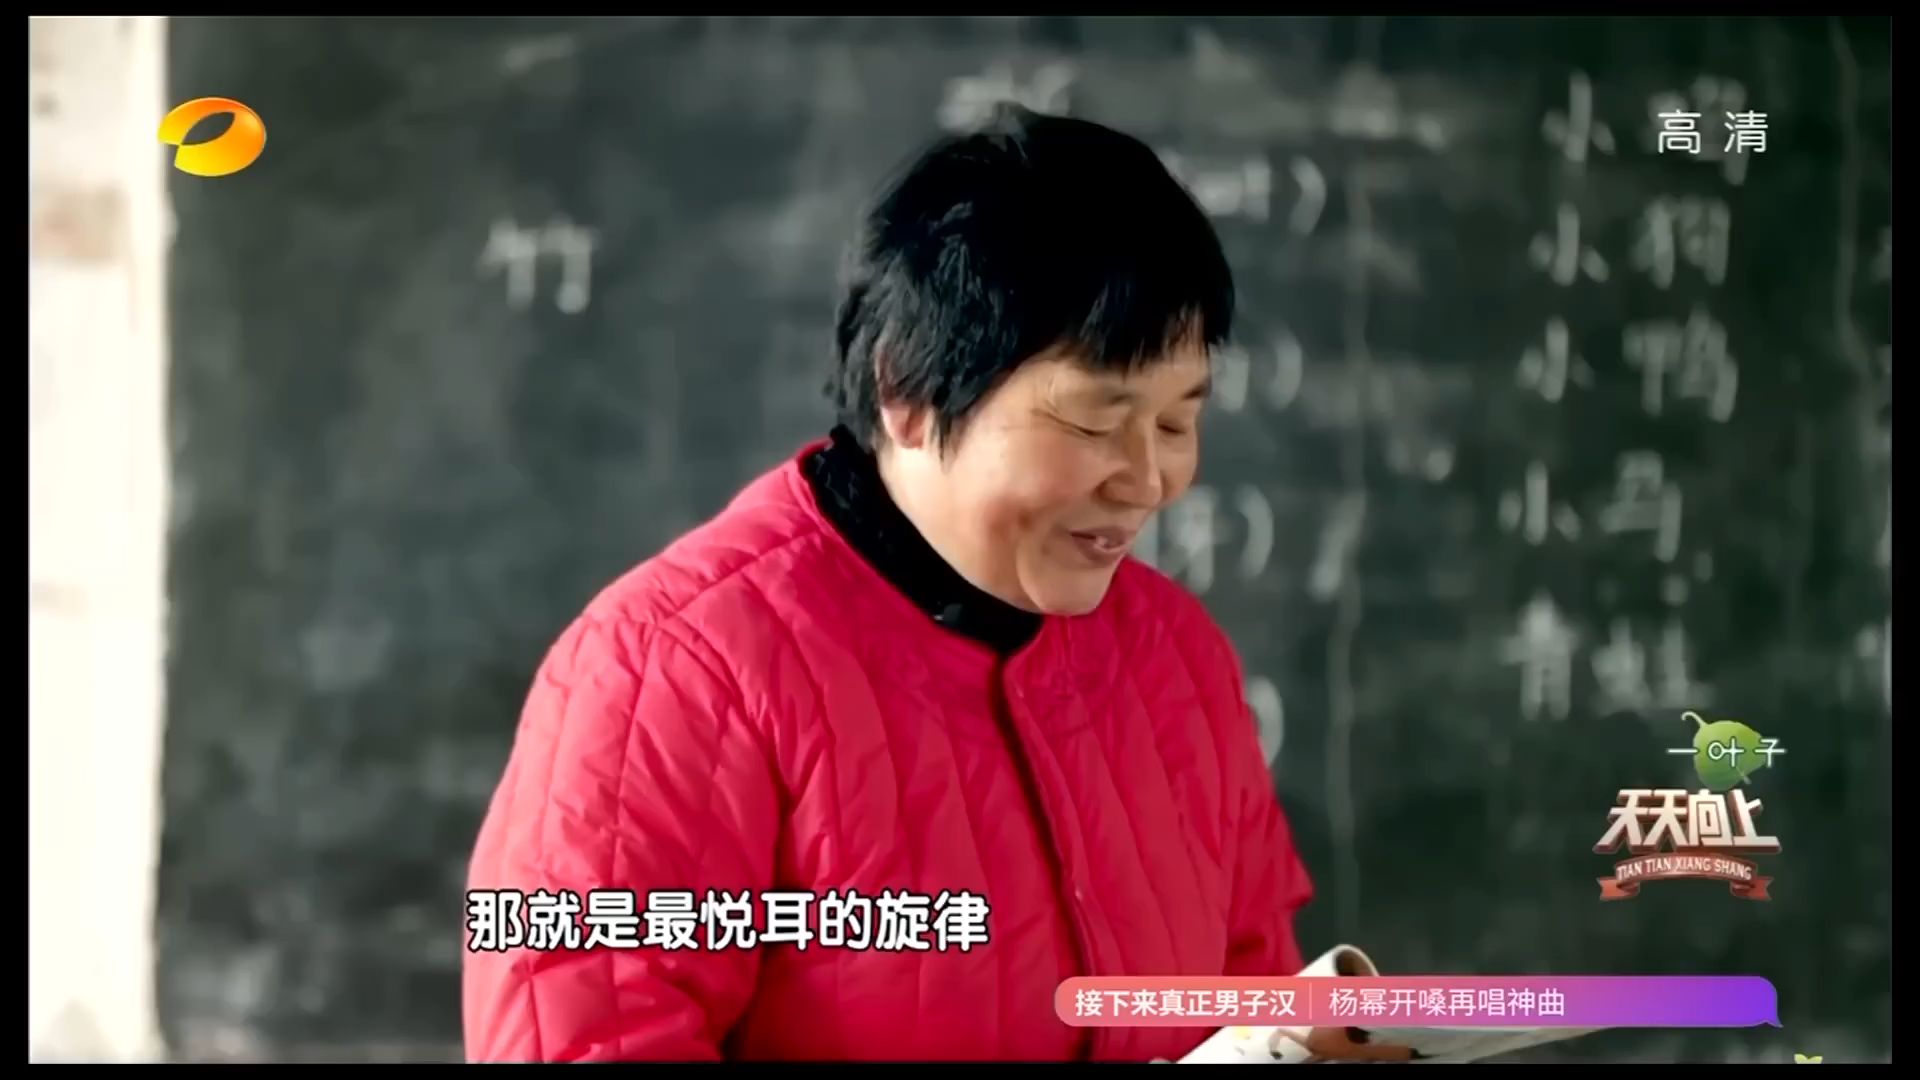 高清
竹
小狗
小鸭
小马
青蛙
一叶子
天天向上
TIAN TIAN XIANG SHANG
那就是最悦耳的旋律
接下来真正男子汉 杨幂开嗓再唱神曲